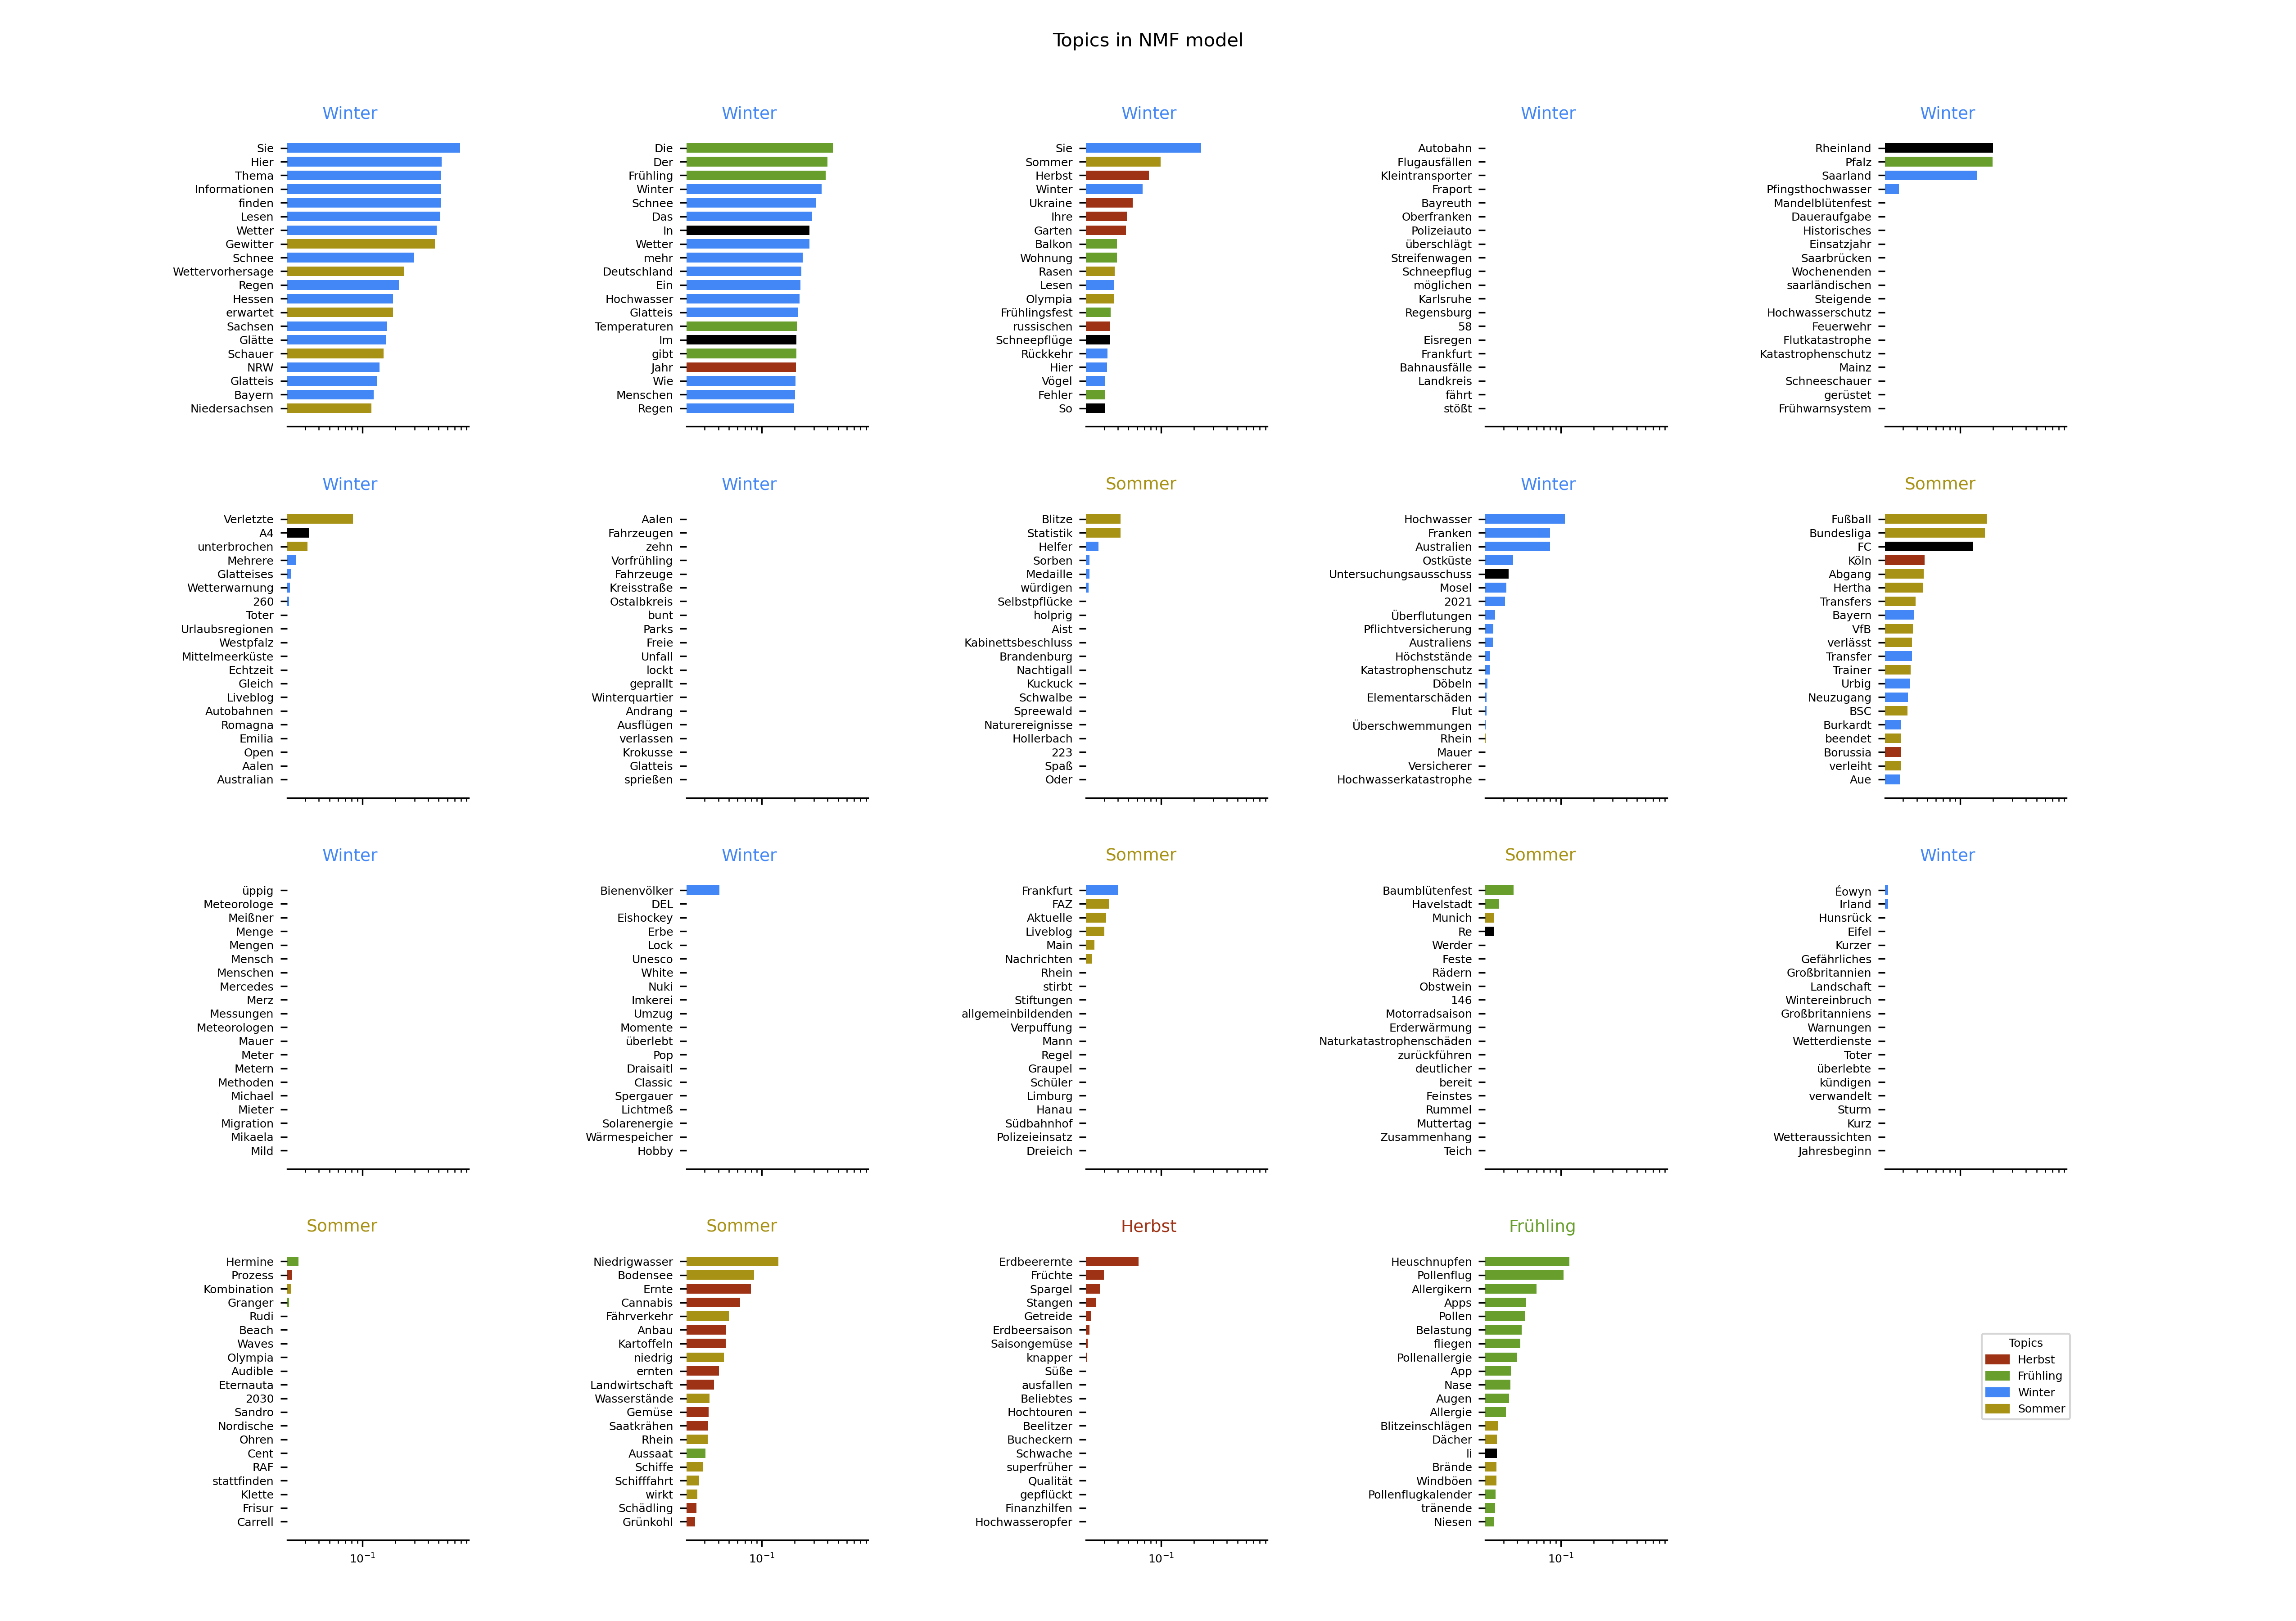 Topics in NMF model
Winter
Sie
Hier
Thema
Informationen
finden
Lesen
Wetter
Gewitter
Schnee
Wettervorhersage
Regen
Hessen
erwartet
Sachsen
Glätte
Schauer
NRW
Glatteis
Bayern
Niedersachsen
Winter
Die
Der
Frühling
Winter
Schnee
Das
In
Wetter
mehr
Deutschland
Ein
Hochwasser
Glatteis
Temperaturen
Im
gibt
Jahr
Wie
Menschen
Regen
Winter
Sie
Sommer
Herbst
Winter
Ukraine
Ihre
Garten
Balkon
Wohnung
Rasen
Lesen
Olympia
Frühlingsfest
russischen
Schneepflüge
Rückkehr
Hier
Vögel
Fehler
So
Winter
Autobahn
Flugausfällen
Kleintransporter
Fraport
Bayreuth
Oberfranken
Polizeiauto
überschlägt
Streifenwagen
Schneepflug
möglichen
Karlsruhe
Regensburg
58
Eisregen
Frankfurt
Bahnausfälle
Landkreis
fährt
stößt
Winter
Rheinland
Pfalz
Saarland
Pfingsthochwasser
Mandelblütenfest
Daueraufgabe
Historisches
Einsatzjahr
Saarbrücken
Wochenenden
saarländischen
Steigende
Hochwasserschutz
Feuerwehr
Flutkatastrophe
Katastrophenschutz
Mainz
Schneeschauer
gerüstet
Frühwarnsystem
Winter
Verletzte
A4
unterbrochen
Mehrere
Glatteises
Wetterwarnung
260
Toter
Urlaubsregionen
Westpfalz
Mittelmeerküste
Echtzeit
Gleich
Liveblog
Autobahnen
Romagna
Emilia
Open
Aalen
Australian
Winter
Aalen
Fahrzeugen
zehn
Vorfrühling
Fahrzeuge
Kreisstraße
Ostalbkreis
bunt
Parks
Freie
Unfall
lockt
geprallt
Winterquartier
Andrang
Ausflügen
verlassen
Krokusse
Glatteis
sprießen
Sommer
Blitze
Statistik
Helfer
Sorben
Medaille
würdigen
Selbstpflücke
holprig
Aist
Kabinettsbeschluss
Brandenburg
Nachtigall
Kuckuck
Schwalbe
Spreewald
Naturereignisse
Hollerbach
223
Spaß
Oder
Winter
Hochwasser
Franken
Australien
Ostküste
Untersuchungsausschuss
Mosel
2021
Überflutungen
Pflichtversicherung
Australiens
Höchststände
Katastrophenschutz
Döbeln
Elementarschäden
Flut
Überschwemmungen
Rhein
Mauer
Versicherer
Hochwasserkatastrophe
Sommer
Fußball
Bundesliga
FC
Köln
Abgang
Hertha
Transfers
Bayern
VfB
verlässt
Transfer
Trainer
Urbig
Neuzugang
BSC
Burkardt
beendet
Borussia
verleiht
Aue
Winter
üppig
Meteorologe
Meißner
Menge
Mengen
Mensch
Menschen
Mercedes
Merz
Messungen
Meteorologen
Mauer
Meter
Metern
Methoden
Michael
Mieter
Migration
Mikaela
Mild
Winter
Bienenvölker
DEL
Eishockey
Erbe
Lock
Unesco
White
Nuki
Imkerei
Umzug
Momente
überlebt
Pop
Draisaitl
Classic
Spergauer
Lichtmeß
Solarenergie
Wärmespeicher
Hobby
Sommer
Frankfurt
FAZ
Aktuelle
Liveblog
Main
Nachrichten
Rhein
stirbt
Stiftungen
allgemeinbildenden
Verpuffung
Mann
Regel
Graupel
Schüler
Limburg
Hanau
Südbahnhof
Polizeieinsatz
Dreieich
Sommer
Baumblütenfest
Havelstadt
Munich
Re
Werder
Feste
Rädern
Obstwein
146
Motorradsaison
Erderwärmung
Naturkatastrophenschäden
zurückführen
deutlicher
bereit
Feinstes
Rummel
Muttertag
Zusammenhang
Teich
Winter
Éowyn
Irland
Hunsrück
Eifel
Kurzer
Gefährliches
Großbritannien
Landschaft
Wintereinbruch
Großbritanniens
Warnungen
Wetterdienste
Toter
überlebte
kündigen
verwandelt
Sturm
Kurz
Wetteraussichten
Jahresbeginn
Sommer
Hermine
Prozess
Kombination
Granger
Rudi
Beach
Waves
Olympia
Audible
Eternauta
2030
Sandro
Nordische
Ohren
Cent
RAF
stattfinden
Klette
Frisur
Carrell
10⁻¹
Sommer
Niedrigwasser
Bodensee
Ernte
Cannabis
Fährverkehr
Anbau
Kartoffeln
niedrig
ernten
Landwirtschaft
Wasserstände
Gemüse
Saatkrähen
Rhein
Aussaat
Schiffe
Schifffahrt
wirkt
Schädling
Grünkohl
10⁻¹
Herbst
Erdbeerernte
Früchte
Spargel
Stangen
Getreide
Erdbeersaison
Saisongemüse
knapper
Süße
ausfallen
Beliebtes
Hochtouren
Beelitzer
Bucheckern
Schwache
superfrüher
Qualität
gepflückt
Finanzhilfen
Hochwasseropfer
10⁻¹
Frühling
Heuschnupfen
Pollenflug
Allergikern
Apps
Pollen
Belastung
fliegen
Pollenallergie
App
Nase
Augen
Allergie
Blitzeinschlägen
Dächer
li
Brände
Windböen
Pollenflugkalender
tränende
Niesen
10⁻¹
Topics
Herbst
Frühling
Winter
Sommer